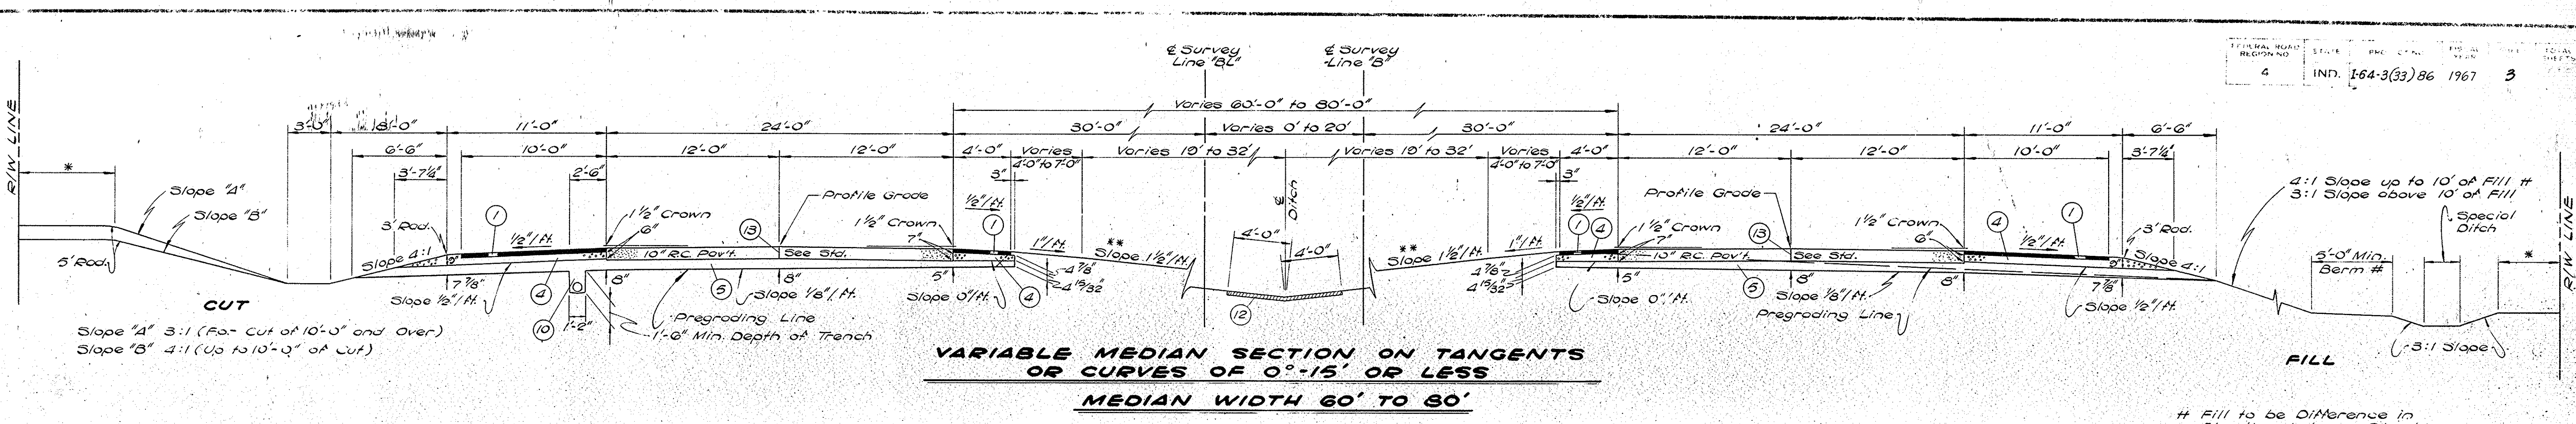 FEDERAL ROAD REGION NO STATE
4 IND. I-64-3(33)86 1967 3
R/W LINE
℄ Survey Line "BL"
℄ Survey Line "B"
Varies 60'-0" to 80'-0"
3'-0" 8'-0" 11'-0" 24'-0" 30'-0" Varies 0' to 20' 30'-0" 24'-0" 11'-0" 6'-6"
6'-6" 10'-0" 12'-0" 12'-0" 4'-0" Varies Varies 19' to 32' Varies 19' to 32' Varies 4'-0" 12'-0" 12'-0" 10'-0" 3'-7¼"
4'-0" to 7'-0" 4'-0" to 7'-0"
* 3'-7¼" 2'-6" 3" 3"
Slope "A"
Slope "B"
5' Rad.
3' Rad.
Slope 4:1
9"
1
½"/ft.
1½" Crown
6"
Profile Grade
13
10" R.C. Pav't. See Std.
1½" Crown
7"
½"/ft.
1
1"/ft.
**
Slope 1½"/ft.
4⅞"
4 15/32"
4
7⅞"
Slope ½"/ft.
4
8"
5
8"
Slope ⅛"/ft.
5"
Slope 0"/ft.
10
1'-2"
Pregrading Line
1'-6" Min. Depth of Trench
℄ Ditch
4'-0"
4'-0"
12
**
Slope 1½"/ft.
1"/ft.
½"/ft.
1
4
4⅞"
4 15/32"
Profile Grade
1½" Crown
7"
13
10" R.C. Pav't. See Std.
1½" Crown
6"
4
½"/ft.
1
3' Rad.
9"
Slope 4:1
5"
Slope 0"/ft.
8"
5
Slope ⅛"/ft.
Pregrading Line
8"
7⅞"
Slope ½"/ft.
4:1 Slope up to 10' of Fill #
3:1 Slope above 10' of Fill
Special Ditch
5'-0" Min.
Berm #
*
3:1 Slope
R/W LINE
CUT
Slope "A" 3:1 (For Cut of 10'-0" and Over)
Slope "B" 4:1 (Up to 10'-0" of Cut)
FILL
VARIABLE MEDIAN SECTION ON TANGENTS
OR CURVES OF 0°-15' OR LESS
MEDIAN WIDTH 60' TO 80'
# Fill to be Difference in